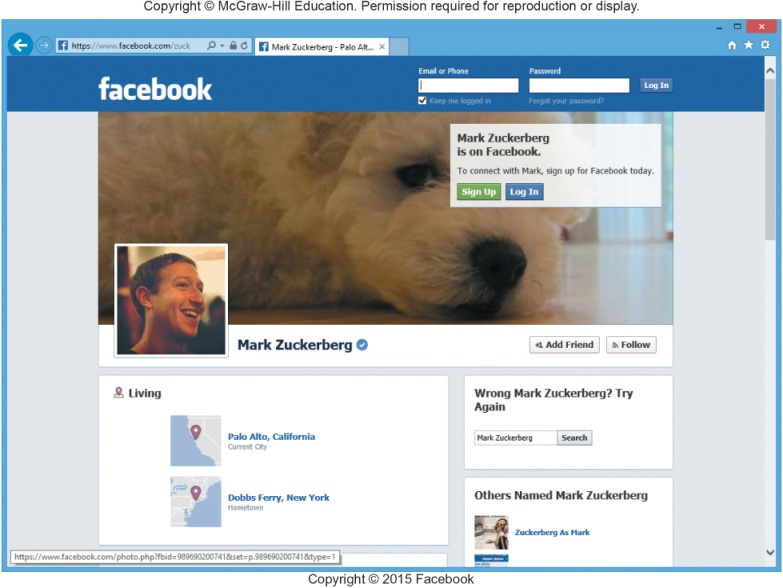 Copyright © McGraw-Hill Education. Permission required for reproduction or display.
https://www.facebook.com/zuck
Mark Zuckerberg - Palo Alt...
facebook
Email or Phone
Password
Log In
Keep me logged in
Forgot your password?
Mark Zuckerberg
is on Facebook.
To connect with Mark, sign up for Facebook today.
Sign Up
Log In
Mark Zuckerberg
Add Friend
Follow
Living
Palo Alto, California
Current City
Dobbs Ferry, New York
Hometown
Wrong Mark Zuckerberg? Try
Again
Mark Zuckerberg
Search
Others Named Mark Zuckerberg
Zuckerberg As Mark
https://www.facebook.com/photo.php?fbid=989690200741&set=p.989690200741&type=1
Copyright © 2015 Facebook